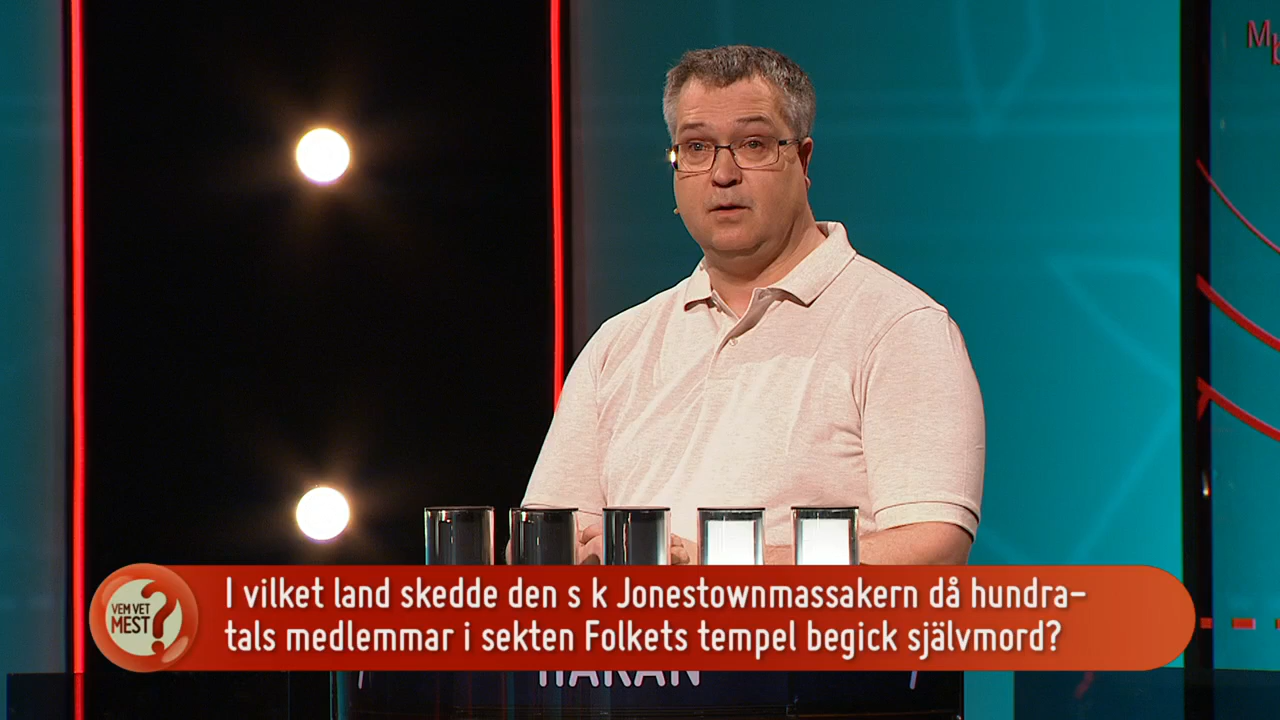 I vilket land skedde den s k Jonestownmassakern då hundra-
tals medlemmar i sekten Folkets tempel begick självmord?
VEM VET
MEST?
HÅKAN